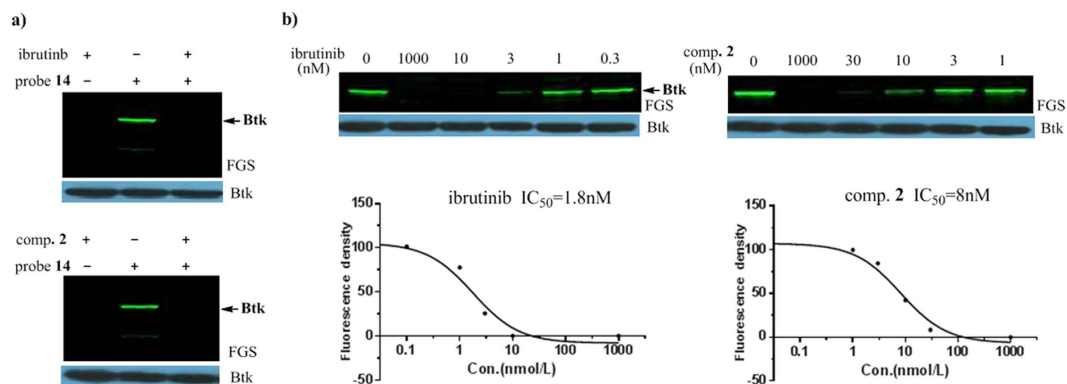 a)
ibrutinb + − +
probe 14 − + +
Btk
FGS
Btk
comp. 2 + − +
probe 14 − + +
Btk
FGS
Btk
b)
ibrutinib 0 1000 10 3 1 0.3
(nM)
Btk
FGS
Btk
comp. 2 0 1000 30 10 3 1
(nM)
FGS
Btk
ibrutinib IC50=1.8nM
Fluorescence density
150
100
50
0
-50
0.1 1 10 100 1000
Con.(nmol/L)
comp. 2 IC50=8nM
Fluorescence density
150
100
50
0
-50
0.1 1 10 100 1000
Con.(nmol/L)